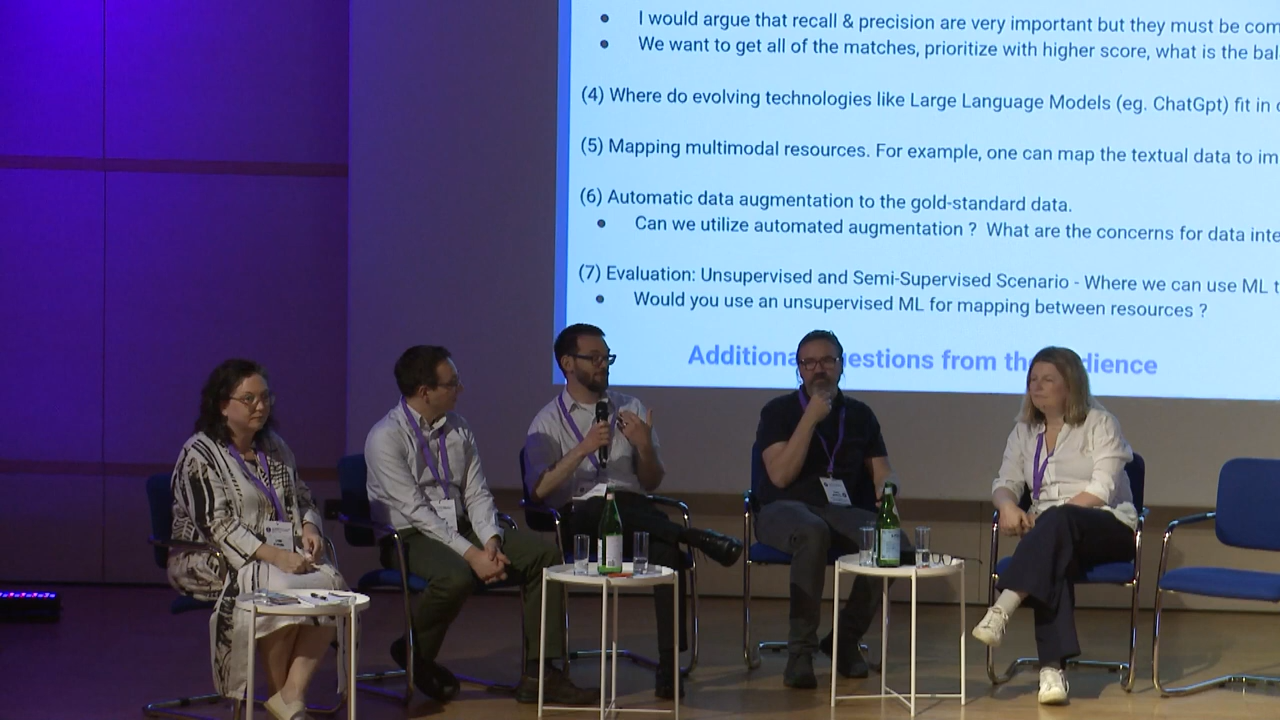 • I would argue that recall & precision are very important but they must be com
• We want to get all of the matches, prioritize with higher score, what is the bal
(4) Where do evolving technologies like Large Language Models (eg. ChatGpt) fit in
(5) Mapping multimodal resources. For example, one can map the textual data to im
(6) Automatic data augmentation to the gold-standard data.
• Can we utilize automated augmentation ? What are the concerns for data inte
(7) Evaluation: Unsupervised and Semi-Supervised Scenario - Where we can use ML t
• Would you use an unsupervised ML for mapping between resources ?
Additiona estions from th dience